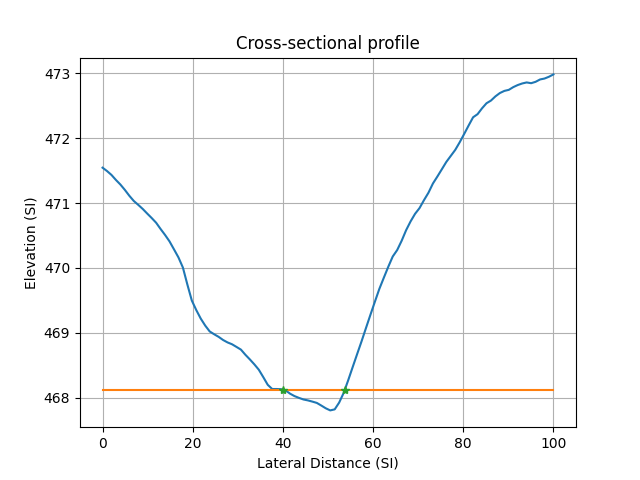 Cross-sectional profile
473
472
471
470
469
468
Elevation (SI)
0 20 40 60 80 100
Lateral Distance (SI)